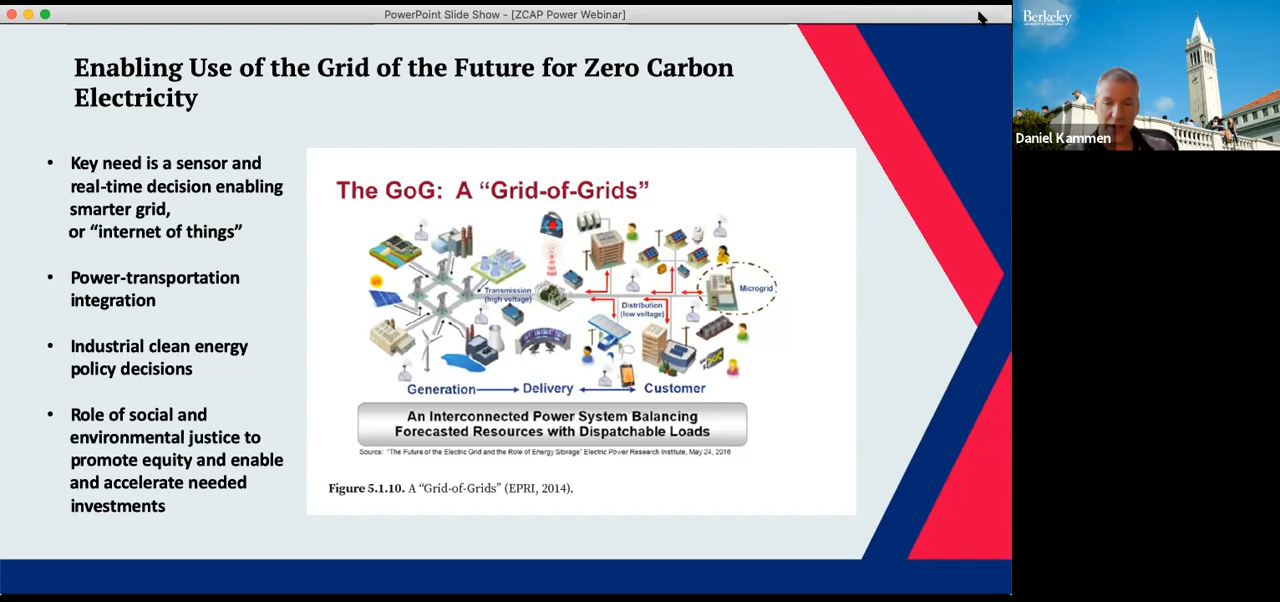 PowerPoint Slide Show - [ZCAP Power Webinar]
Enabling Use of the Grid of the Future for Zero Carbon
Electricity
• Key need is a sensor and
real-time decision enabling
smarter grid,
or “internet of things”
• Power-transportation
integration
• Industrial clean energy
policy decisions
• Role of social and
environmental justice to
promote equity and enable
and accelerate needed
investments
The GoG: A “Grid-of-Grids”
Transmission
(high voltage)
Distribution
(low voltage)
Microgrid
Generation
Delivery
Customer
An Interconnected Power System Balancing
Forecasted Resources with Dispatchable Loads
Source: “The Future of the Electric Grid and the Role of Energy Storage” Electric Power Research Institute, May 24, 2016
Figure 5.1.10. A “Grid-of-Grids” (EPRI, 2014).
Berkeley
Daniel Kammen